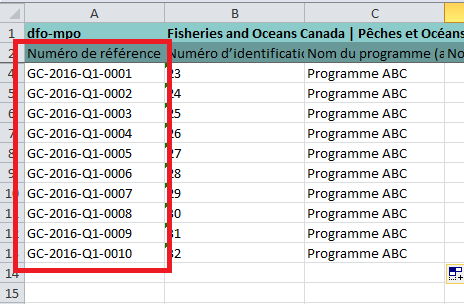 A B C
1 dfo-mpo Fisheries and Oceans Canada | Pêches et Océans
2 Numéro de référence Numéro d’identificatio Nom du programme (a No
4 GC-2016-Q1-0001 23 Programme ABC
5 GC-2016-Q1-0002 24 Programme ABC
6 GC-2016-Q1-0003 25 Programme ABC
7 GC-2016-Q1-0004 26 Programme ABC
8 GC-2016-Q1-0005 27 Programme ABC
9 GC-2016-Q1-0006 28 Programme ABC
10 GC-2016-Q1-0007 29 Programme ABC
11 GC-2016-Q1-0008 30 Programme ABC
12 GC-2016-Q1-0009 31 Programme ABC
13 GC-2016-Q1-0010 32 Programme ABC
14
15